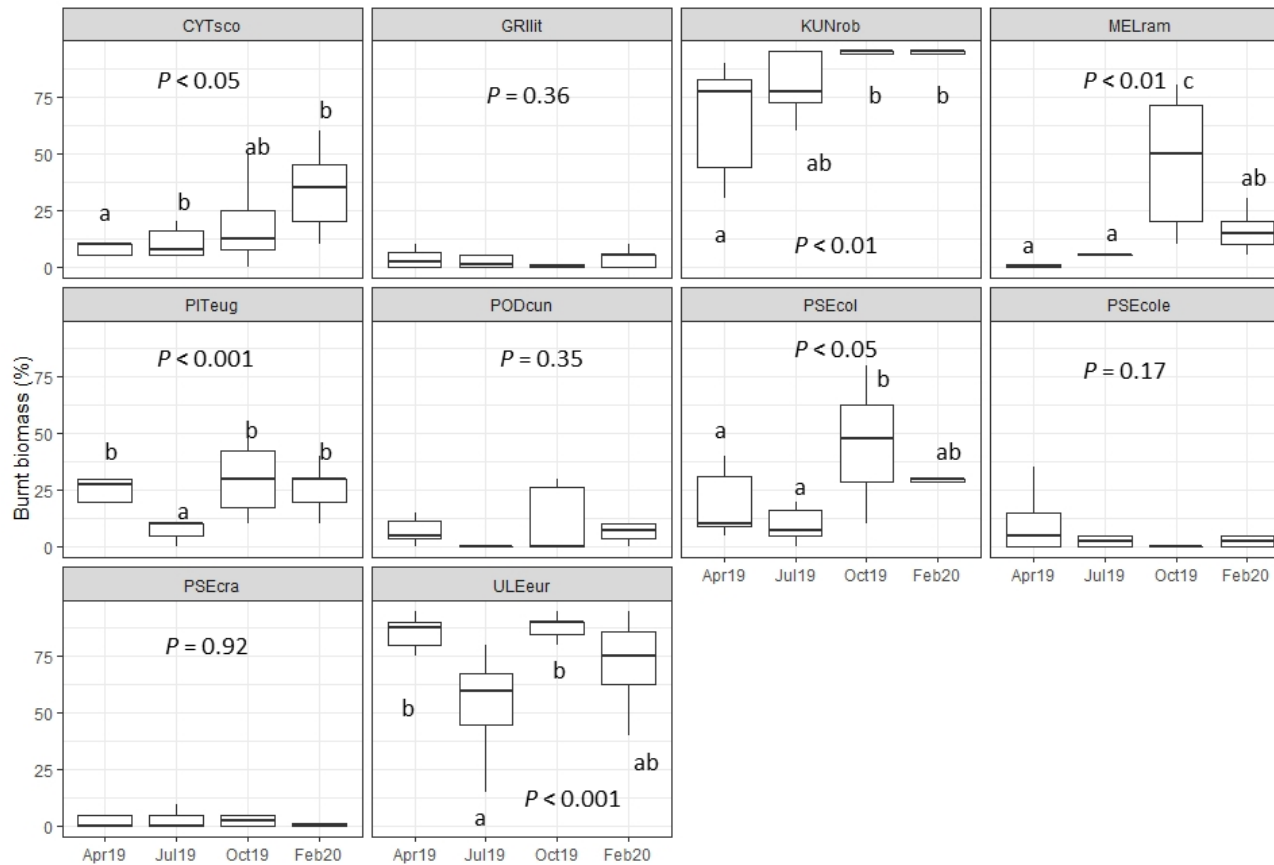 CYTsco
GRIlit
KUNrob
MELram
P < 0.05
P = 0.36
P < 0.01
P < 0.01
a
b
ab
b
a
ab
b
b
a
a
c
ab
75
50
25
0
PITeug
PODcun
PSEcol
PSEcole
P < 0.001
P = 0.35
P < 0.05
P = 0.17
b
a
b
b
a
a
b
ab
75
50
25
0
Burnt biomass (%)
Apr19 Jul19 Oct19 Feb20
Apr19 Jul19 Oct19 Feb20
PSEcra
ULEeur
P = 0.92
P < 0.001
b
a
b
ab
75
50
25
0
Apr19 Jul19 Oct19 Feb20
Apr19 Jul19 Oct19 Feb20